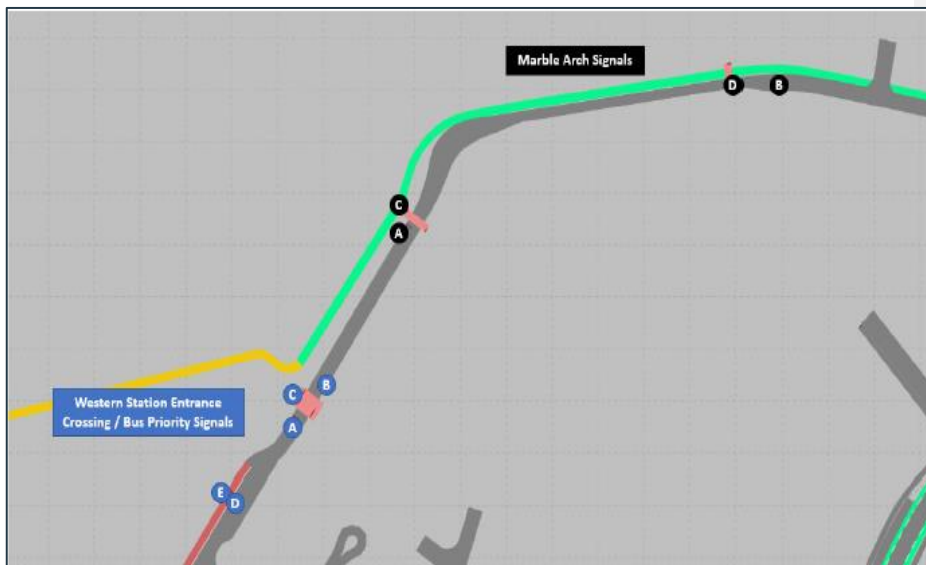 Marble Arch Signals
D
B
C
A
C
B
Western Station Entrance
Crossing / Bus Priority Signals
A
E
D